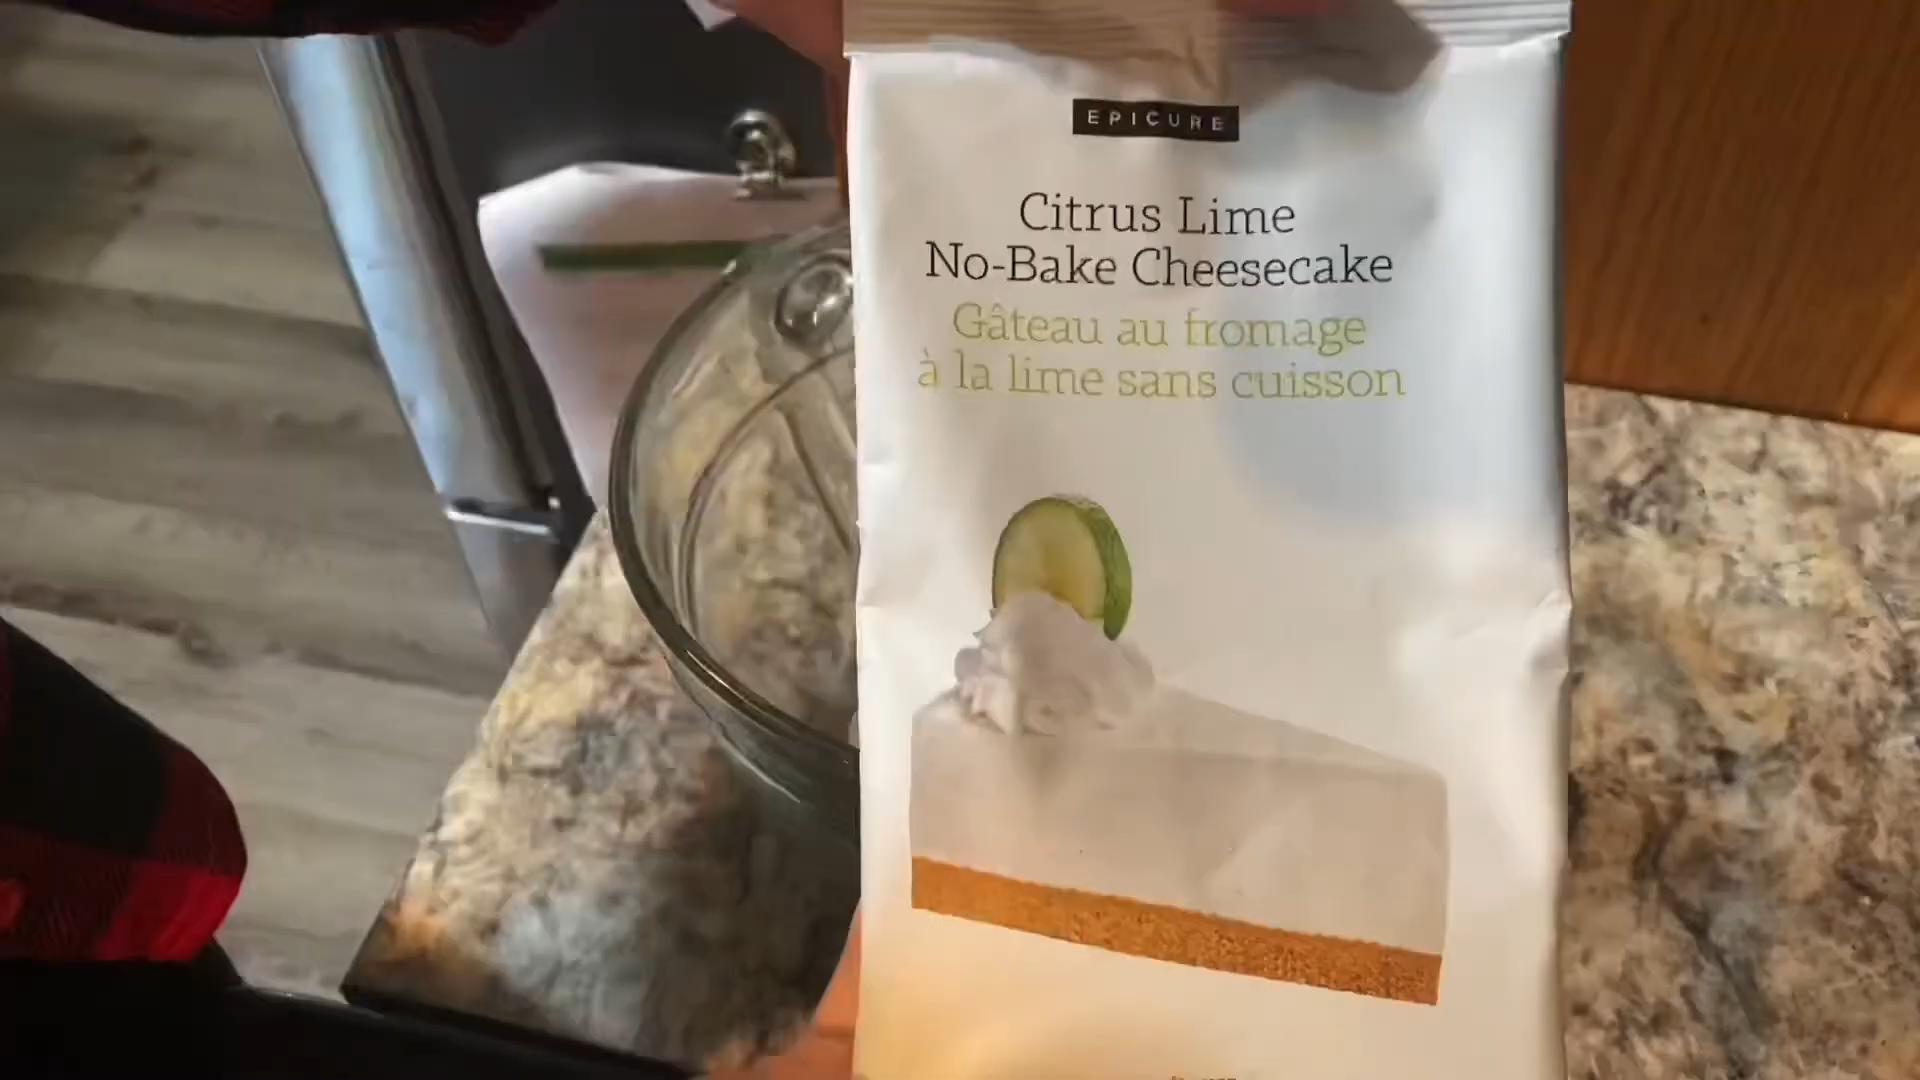 EPICURE
Citrus Lime
No-Bake Cheesecake
Gâteau au fromage
à la lime sans cuisson